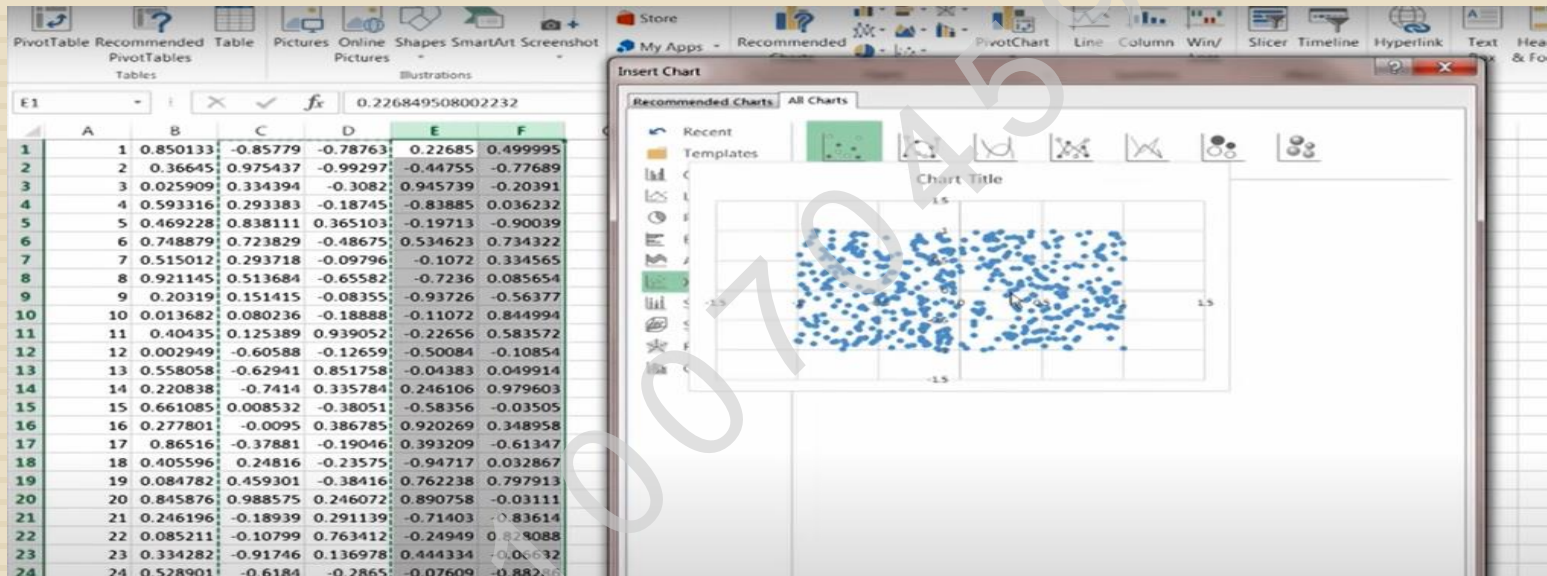 PivotTable Recommended Table Pictures Online Shapes SmartArt Screenshot
PivotTables Pictures
Tables Illustrations
Store
My Apps
Recommended
PivotChart Line Column Win/
Slicer Timeline Hyperlink Text
Box
E1 fx 0.226849508002232
A B C D E F
1 1 0.850133 -0.85779 -0.78763 0.22685 0.499995
2 2 0.36645 0.975437 -0.99297 -0.44755 -0.77689
3 3 0.025909 0.334394 -0.3082 0.945739 -0.20391
4 4 0.593316 0.293383 -0.18745 -0.83885 0.036232
5 5 0.469228 0.838111 0.365103 -0.19713 -0.90039
6 6 0.748879 0.723829 -0.48675 0.534623 0.734322
7 7 0.515012 0.293718 -0.09796 -0.1072 0.334565
8 8 0.921145 0.513684 -0.65582 -0.7236 0.085654
9 9 0.20319 0.151415 -0.08355 -0.93726 -0.56377
10 10 0.013682 0.080236 -0.18888 -0.11072 0.844994
11 11 0.40435 0.125389 0.939052 -0.22656 0.583572
12 12 0.002949 -0.60588 -0.12659 -0.50084 -0.10854
13 13 0.558058 -0.62941 0.851758 -0.04383 0.049914
14 14 0.220838 -0.7414 0.335784 0.246106 0.979603
15 15 0.661085 0.008532 -0.38051 -0.58356 -0.03505
16 16 0.277801 -0.0095 0.386785 0.920269 0.348958
17 17 0.86516 -0.37881 -0.19046 0.393209 -0.61347
18 18 0.405596 0.24816 -0.23575 -0.94717 0.032867
19 19 0.084782 0.459301 -0.38416 0.762238 0.797913
20 20 0.845876 0.988575 0.246072 0.890758 -0.03111
21 21 0.246196 -0.18939 0.291139 -0.71403 -0.83614
22 22 0.085211 -0.10799 0.763412 -0.24949 0.828088
23 23 0.334282 -0.91746 0.136978 0.444334 -0.06632
24 24 0.528901 -0.6184 -0.2865 -0.07609
Insert Chart
Recommended Charts All Charts
Recent
Templates
Chart Title
1.5
-1.5 1.5
-1.5